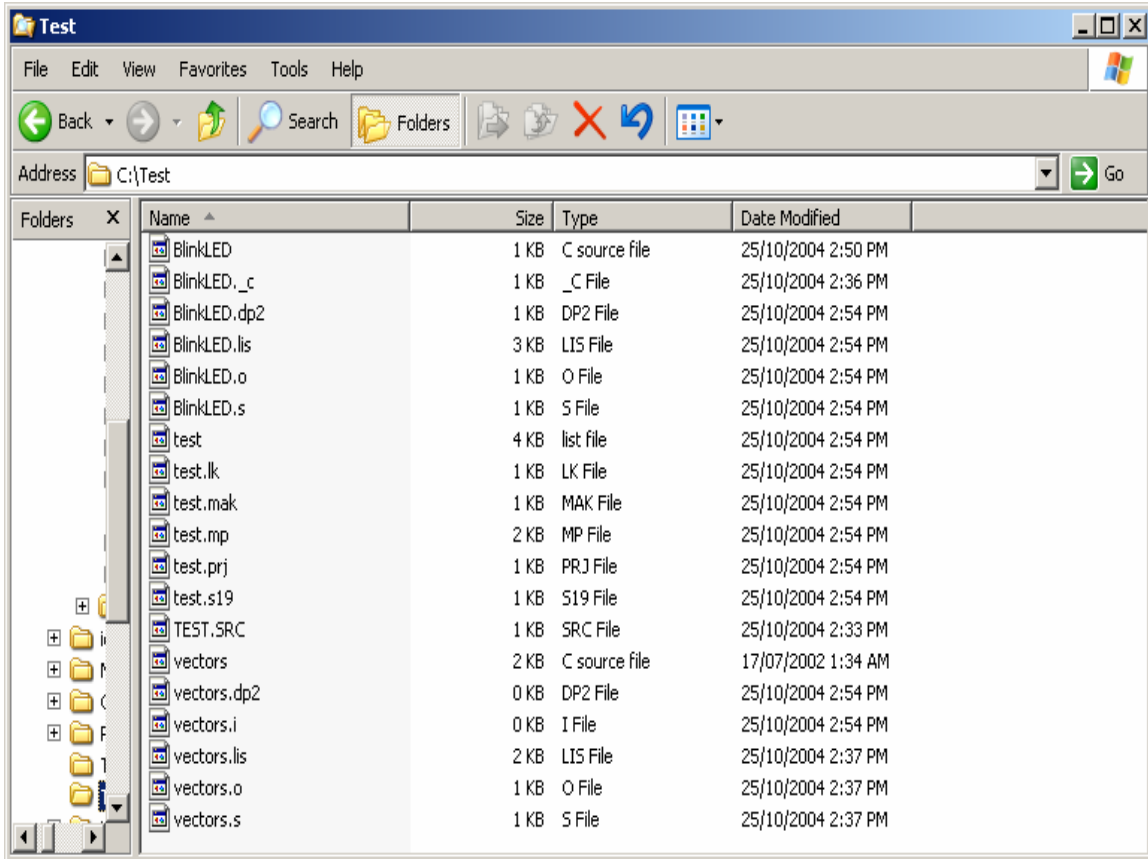 Test
File Edit View Favorites Tools Help
Back Search Folders
Address C:\Test Go
Folders X Name Size Type Date Modified
BlinkLED 1 KB C source file 25/10/2004 2:50 PM
BlinkLED._c 1 KB _C File 25/10/2004 2:36 PM
BlinkLED.dp2 1 KB DP2 File 25/10/2004 2:54 PM
BlinkLED.lis 3 KB LIS File 25/10/2004 2:54 PM
BlinkLED.o 1 KB O File 25/10/2004 2:54 PM
BlinkLED.s 1 KB S File 25/10/2004 2:54 PM
test 4 KB list file 25/10/2004 2:54 PM
test.lk 1 KB LK File 25/10/2004 2:54 PM
test.mak 1 KB MAK File 25/10/2004 2:54 PM
test.mp 2 KB MP File 25/10/2004 2:54 PM
test.prj 1 KB PRJ File 25/10/2004 2:54 PM
test.s19 1 KB S19 File 25/10/2004 2:54 PM
TEST.SRC 1 KB SRC File 25/10/2004 2:33 PM
vectors 2 KB C source file 17/07/2002 1:34 AM
vectors.dp2 0 KB DP2 File 25/10/2004 2:54 PM
vectors.i 0 KB I File 25/10/2004 2:54 PM
vectors.lis 2 KB LIS File 25/10/2004 2:37 PM
vectors.o 1 KB O File 25/10/2004 2:37 PM
vectors.s 1 KB S File 25/10/2004 2:37 PM